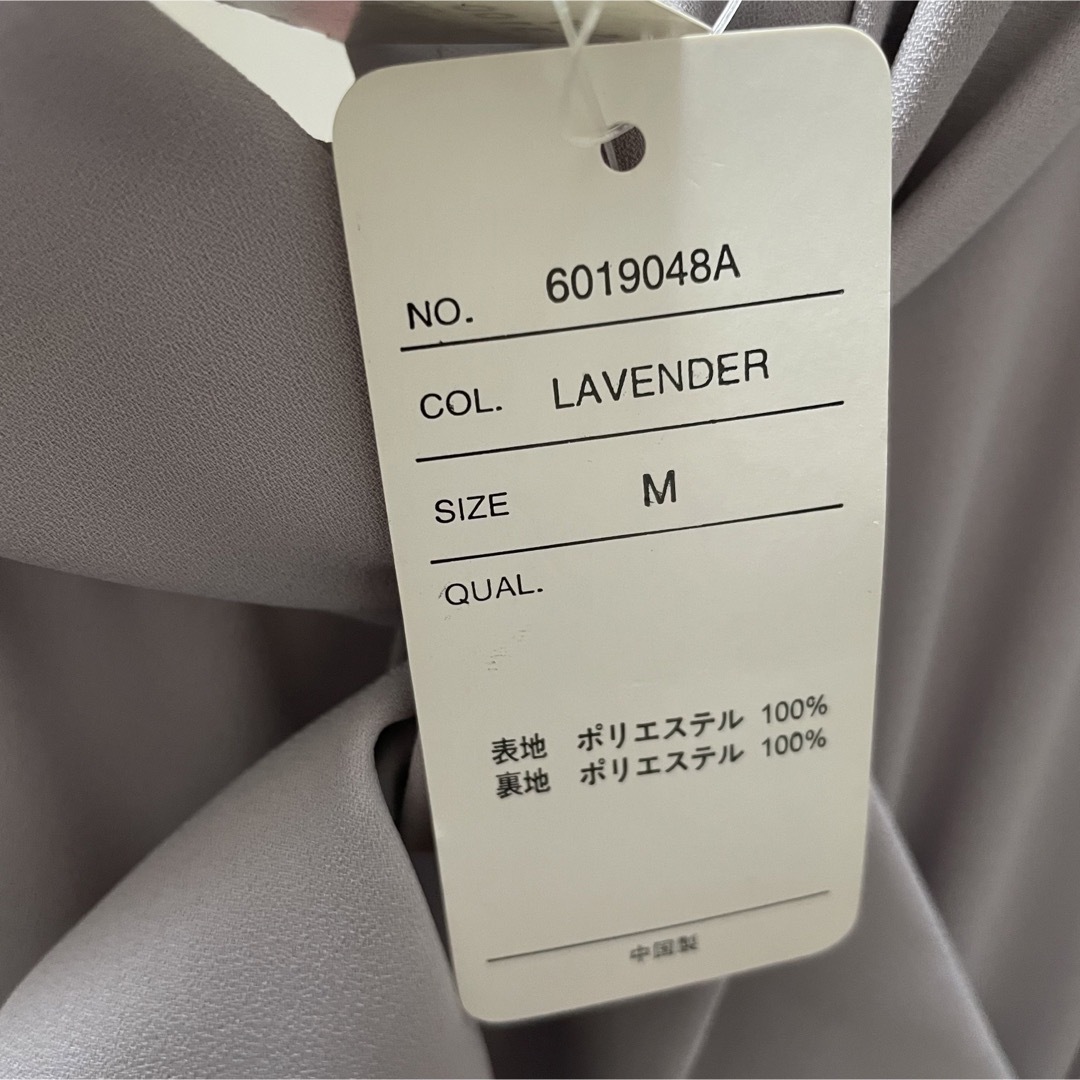 NO. 6019048A
COL. LAVENDER
SIZE M
QUAL.
表地 ポリエステル 100%
裏地 ポリエステル 100%
中国製